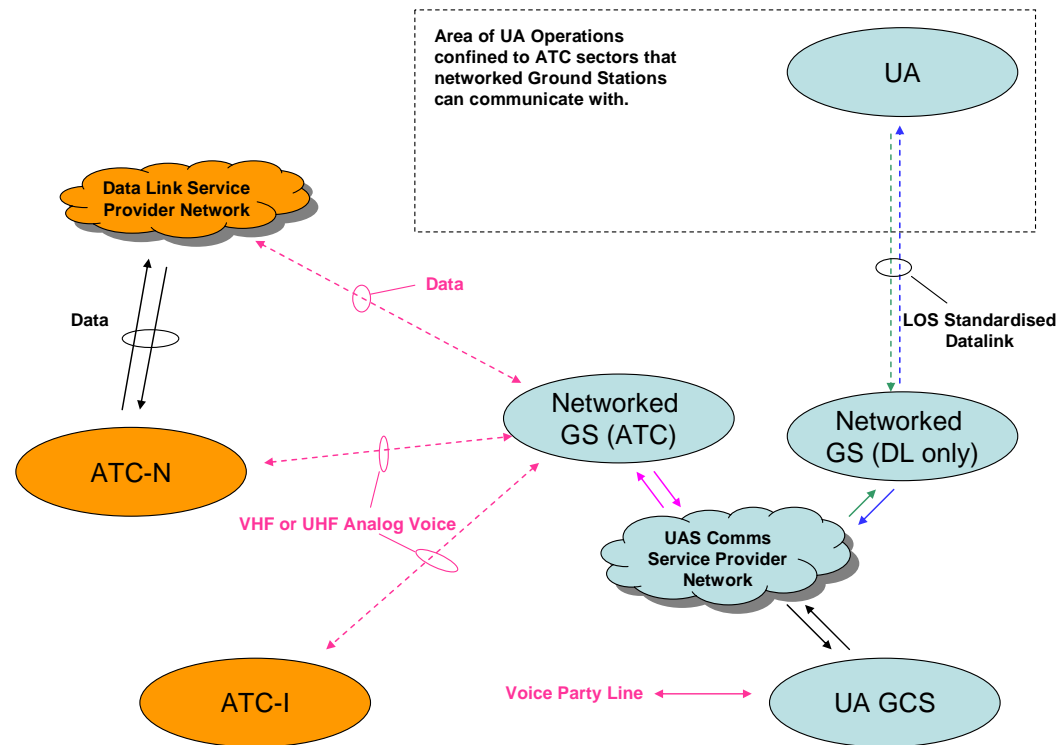 Area of UA Operations
confined to ATC sectors that
networked Ground Stations
can communicate with.
UA
Data Link Service
Provider Network
Data
Data
LOS Standardised
Datalink
Networked
GS (ATC)
Networked
GS (DL only)
ATC-N
VHF or UHF Analog Voice
UAS Comms
Service Provider
Network
ATC-I
Voice Party Line
UA GCS